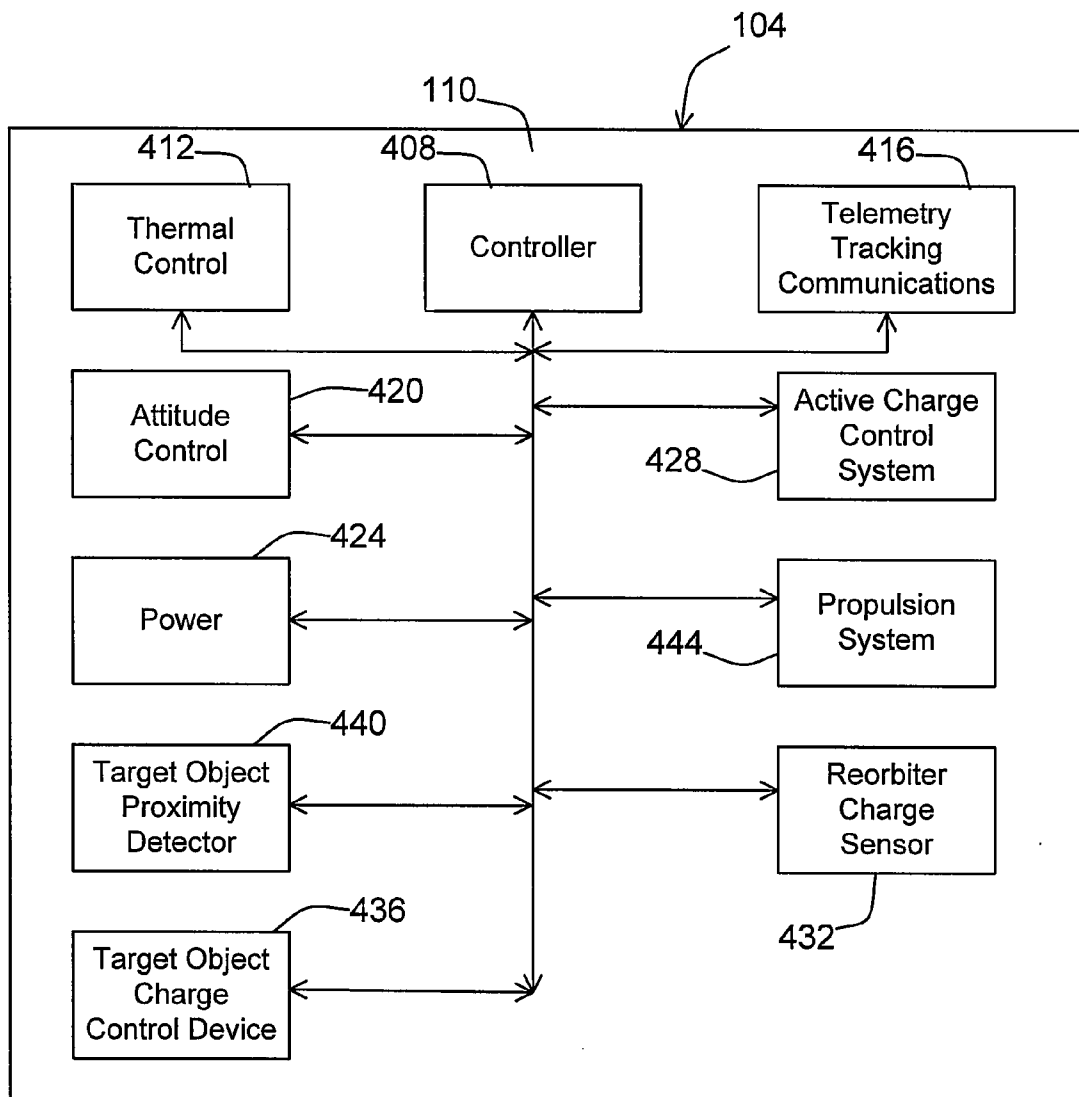 104
110
412
408
416
Thermal
Control
Controller
Telemetry
Tracking
Communications
420
Attitude
Control
Active Charge
Control
System
428
424
Power
Propulsion
System
444
440
Target Object
Proximity
Detector
Reorbiter
Charge
Sensor
432
436
Target Object
Charge
Control Device